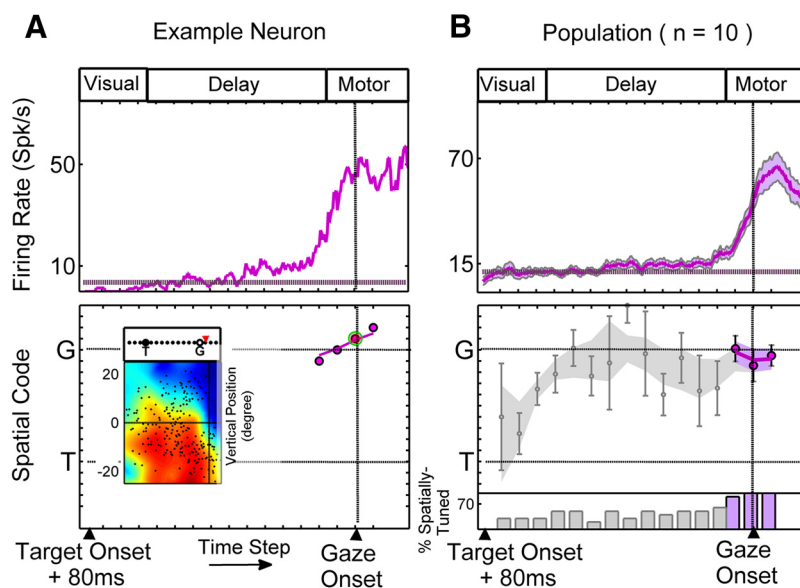 A
Example Neuron
Visual
Delay
Motor
Firing Rate (Spk/s)
50
10
Spatial Code
G
T
T
G
20
0
-20
Vertical Position
(degree)
Target Onset
+ 80ms
Time Step
Gaze
Onset
B
Population ( n = 10 )
Visual
Delay
Motor
70
15
G
T
% Spatially-
Tuned
70
Target Onset
+ 80ms
Gaze
Onset